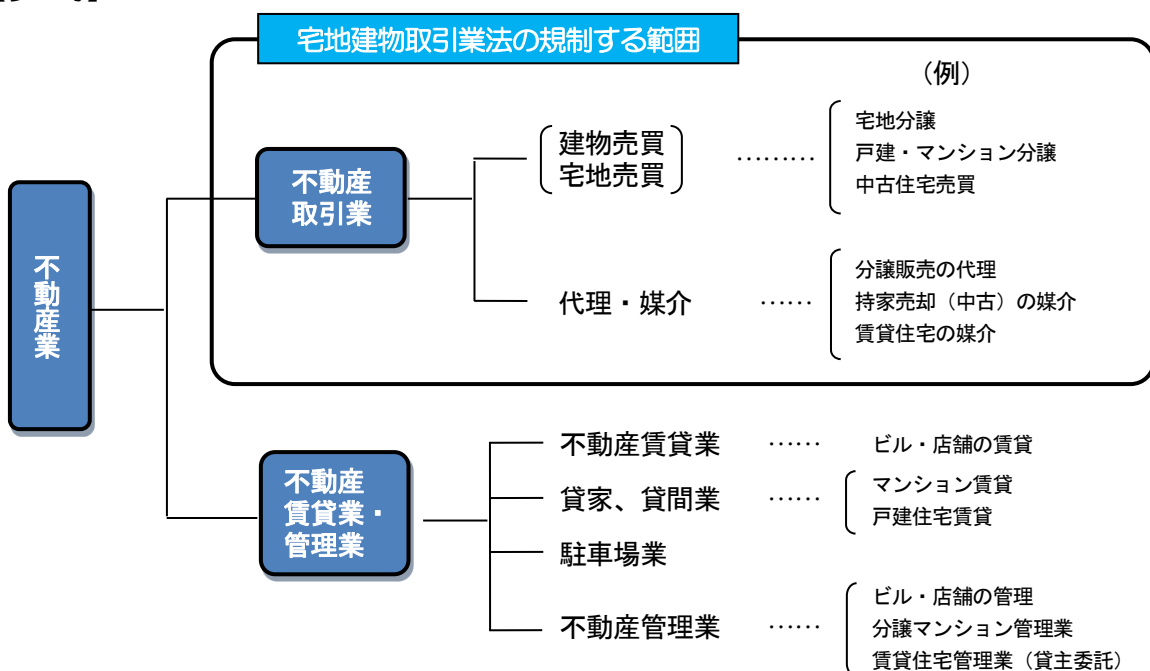 宅地建物取引業法の規制する範囲
（例）
不動産業
不動産
取引業
建物売買
宅地売買
………
宅地分譲
戸建・マンション分譲
中古住宅売買
代理・媒介
……
分譲販売の代理
持家売却（中古）の媒介
賃貸住宅の媒介
不動産
賃貸業・
管理業
不動産賃貸業
……
ビル・店舗の賃貸
貸家、貸間業
……
マンション賃貸
戸建住宅賃貸
駐車場業
不動産管理業
……
ビル・店舗の管理
分譲マンション管理業
賃貸住宅管理業（貸主委託）